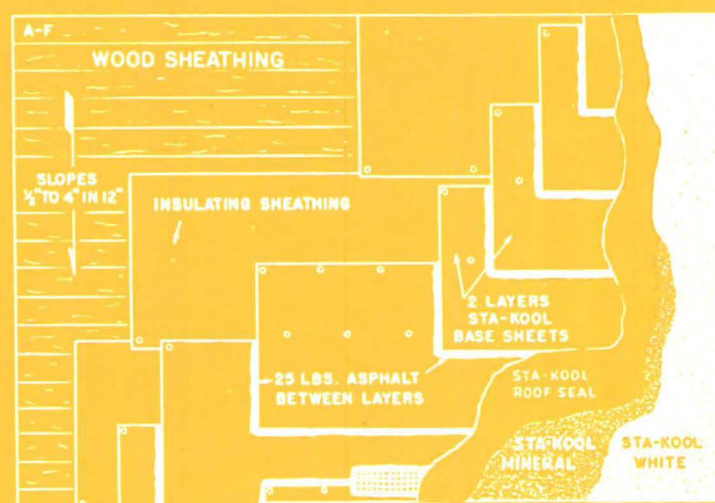 A-F
WOOD SHEATHING
SLOPES
½" TO 4" IN 12"
INSULATING SHEATHING
2 LAYERS
STA-KOOL
BASE SHEETS
25 LBS. ASPHALT
BETWEEN LAYERS
STA-KOOL
ROOF SEAL
STA-KOOL
MINERAL
STA-KOOL
WHITE